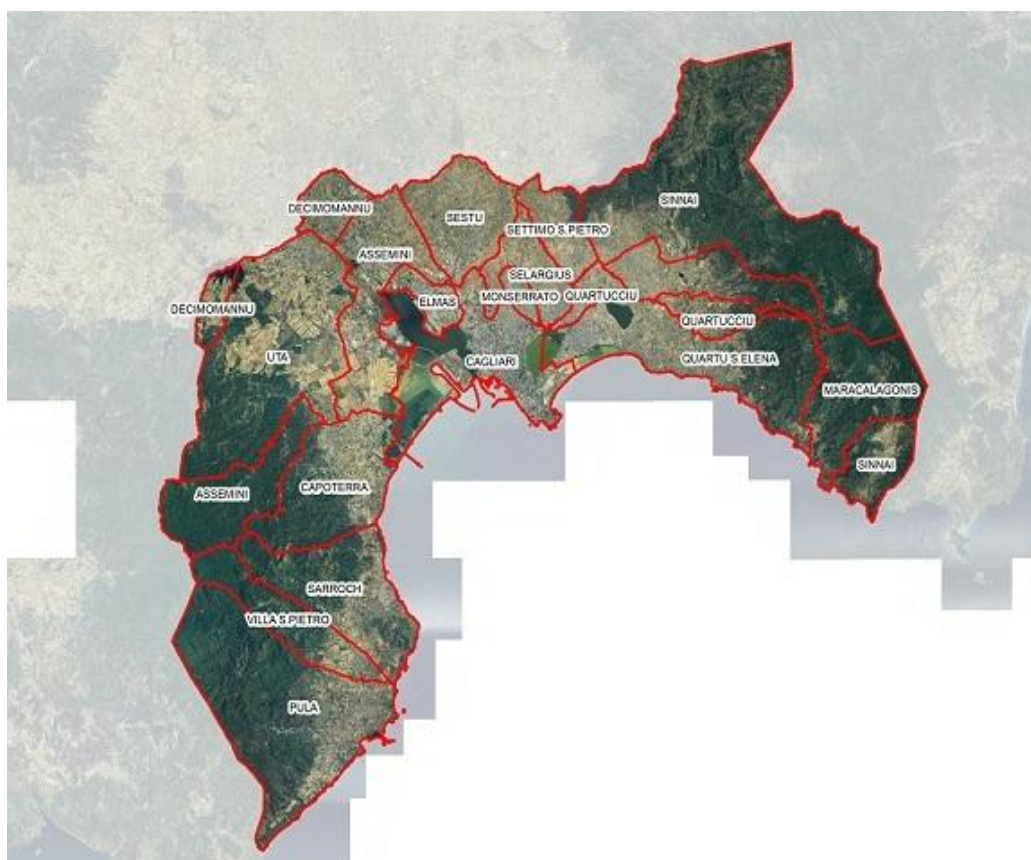 SINNAI
DECIMOMANNU
SESTU
SETTIMO S.PIETRO
ASSEMINI
SELARGIUS
ELMAS
MONSERRATO
QUARTUCCIU
DECIMOMANNU
QUARTUCCIU
UTA
CAGLIARI
QUARTU S.ELENA
MARACALAGONIS
SINNAI
ASSEMINI
CAPOTERRA
SARROCH
VILLA S.PIETRO
PULA